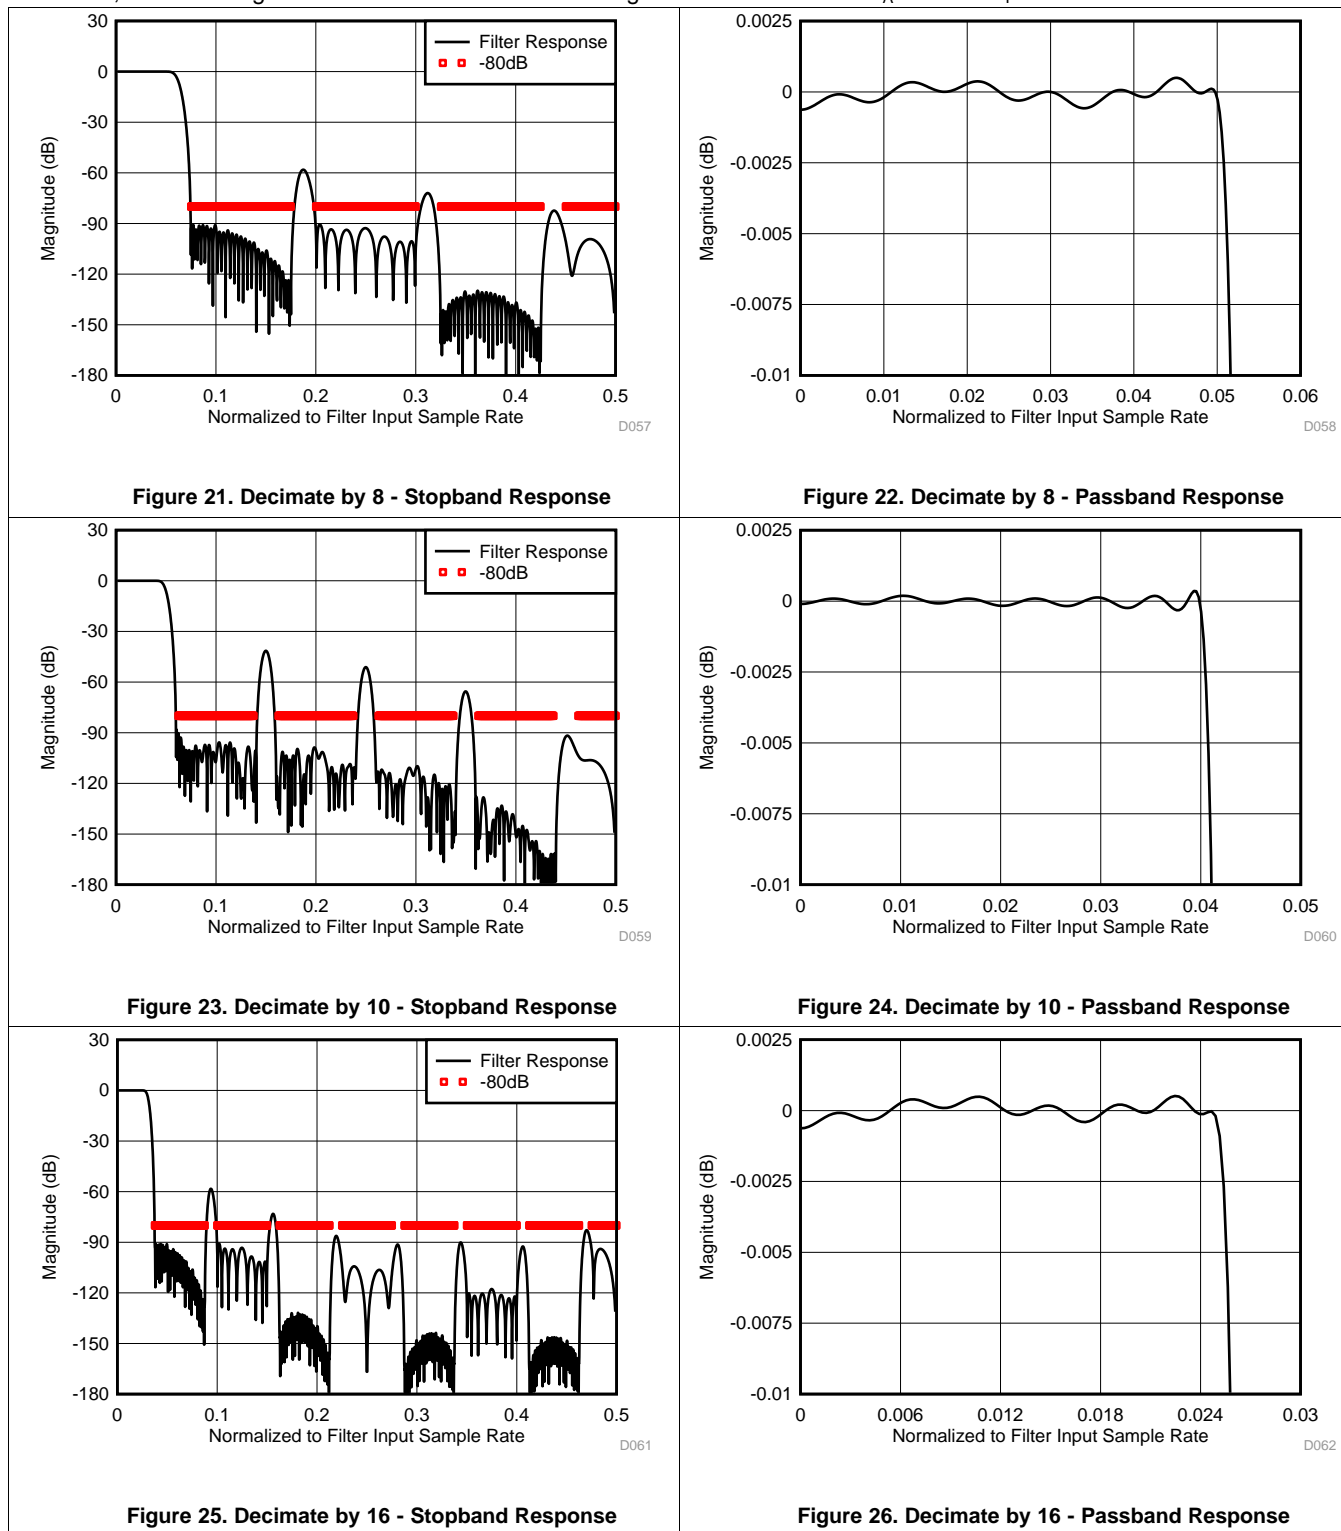 30
0
-30
-60
-90
-120
-150
-180
Magnitude (dB)
Filter Response
-80dB
0 0.1 0.2 0.3 0.4 0.5
Normalized to Filter Input Sample Rate
D057
Figure 21. Decimate by 8 - Stopband Response
0.0025
0
-0.0025
-0.005
-0.0075
-0.01
Magnitude (dB)
0 0.01 0.02 0.03 0.04 0.05 0.06
Normalized to Filter Input Sample Rate
D058
Figure 22. Decimate by 8 - Passband Response
30
0
-30
-60
-90
-120
-150
-180
Magnitude (dB)
Filter Response
-80dB
0 0.1 0.2 0.3 0.4 0.5
Normalized to Filter Input Sample Rate
D059
Figure 23. Decimate by 10 - Stopband Response
0.0025
0
-0.0025
-0.005
-0.0075
-0.01
Magnitude (dB)
0 0.01 0.02 0.03 0.04 0.05
Normalized to Filter Input Sample Rate
D060
Figure 24. Decimate by 10 - Passband Response
30
0
-30
-60
-90
-120
-150
-180
Magnitude (dB)
Filter Response
-80dB
0 0.1 0.2 0.3 0.4 0.5
Normalized to Filter Input Sample Rate
D061
Figure 25. Decimate by 16 - Stopband Response
0.0025
0
-0.0025
-0.005
-0.0075
-0.01
Magnitude (dB)
0 0.006 0.012 0.018 0.024 0.03
Normalized to Filter Input Sample Rate
D062
Figure 26. Decimate by 16 - Passband Response